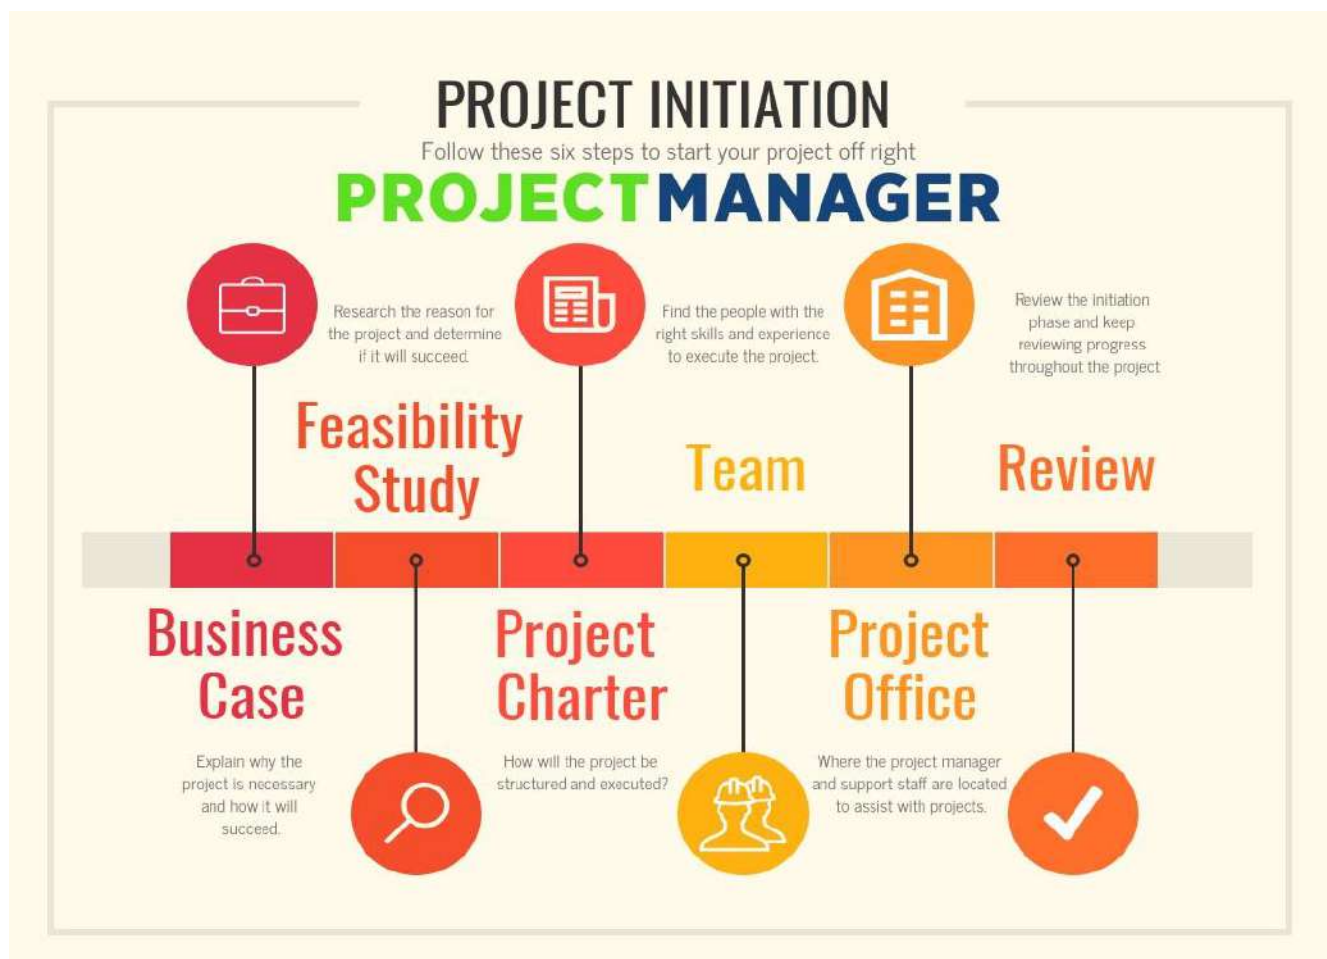 PROJECT INITIATION
Follow these six steps to start your project off right
PROJECTMANAGER
Business
Case
Explain why the
project is necessary
and how it will
succeed.
Research the reason for
the project and determine
if it will succeed.
Feasibility
Study
Project
Charter
How will the project be
structured and executed?
Find the people with the
right skills and experience
to execute the project.
Team
Project
Office
Where the project manager
and support staff are located
to assist with projects.
Review the initiation
phase and keep
reviewing progress
throughout the project
Review